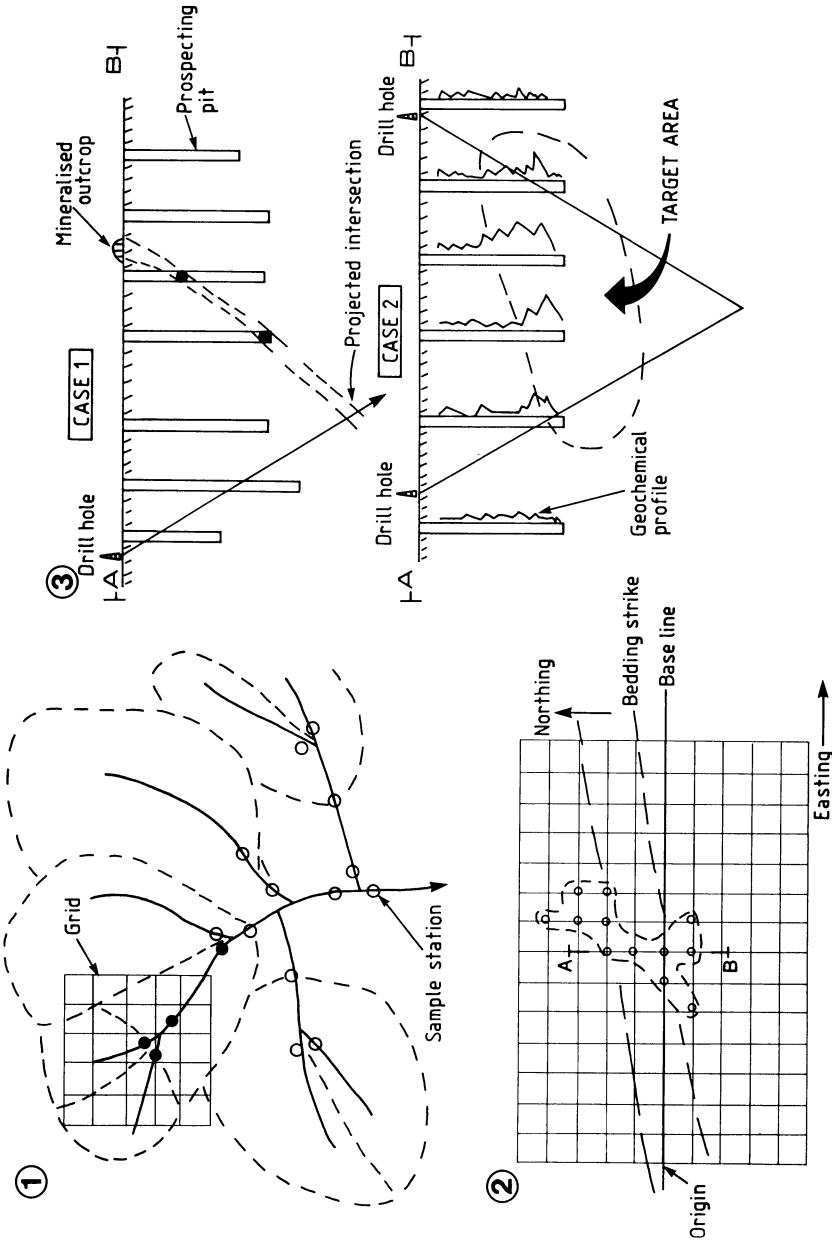 1
Grid
Sample station
2
Northing
Bedding strike
Base line
Origin
A
B
Easting
3
A
B
CASE 1
Drill hole
Mineralised
outcrop
Prospecting
pit
Projected intersection
A
B
CASE 2
Drill hole
Drill hole
Geochemical
profile
TARGET AREA